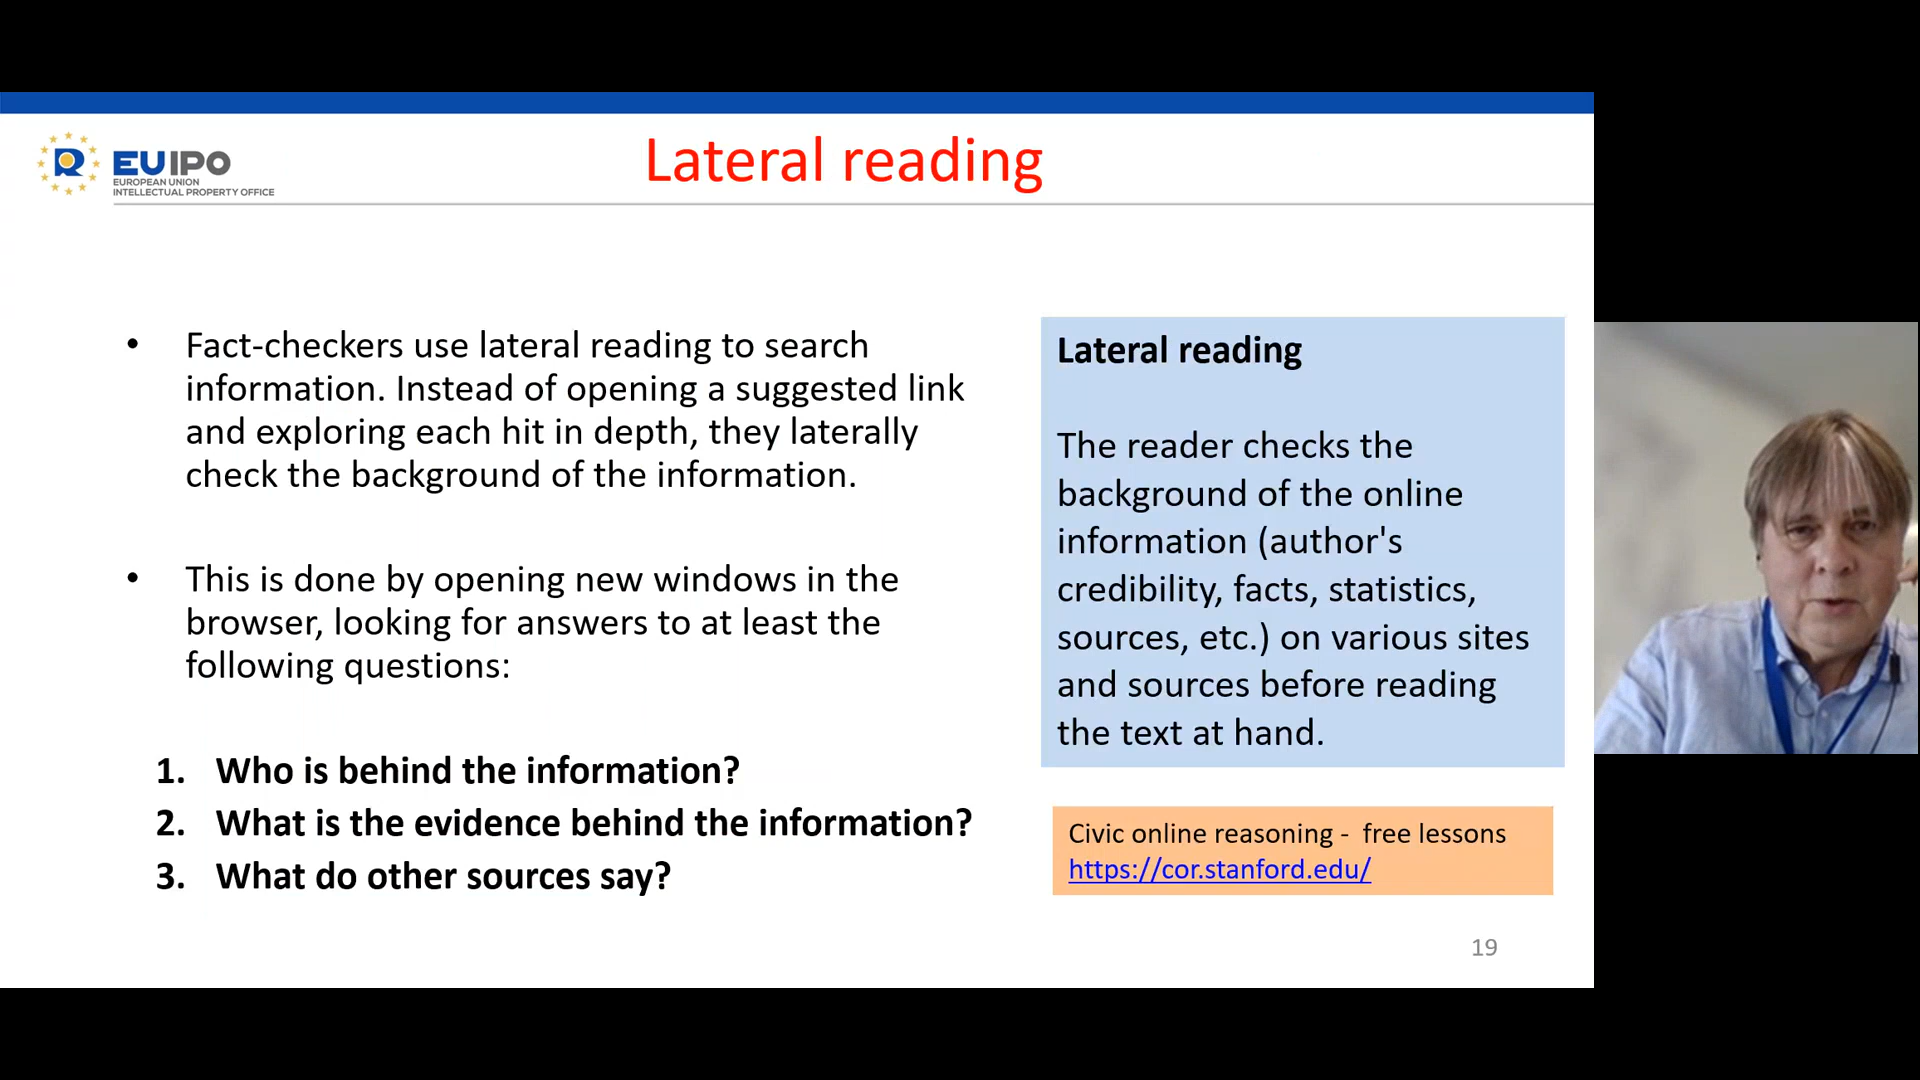 EUIPO
EUROPEAN UNION
INTELLECTUAL PROPERTY OFFICE
Lateral reading
• Fact-checkers use lateral reading to search
information. Instead of opening a suggested link
and exploring each hit in depth, they laterally
check the background of the information.
• This is done by opening new windows in the
browser, looking for answers to at least the
following questions:
1. Who is behind the information?
2. What is the evidence behind the information?
3. What do other sources say?
Lateral reading
The reader checks the
background of the online
information (author's
credibility, facts, statistics,
sources, etc.) on various sites
and sources before reading
the text at hand.
Civic online reasoning - free lessons
https://cor.stanford.edu/
19